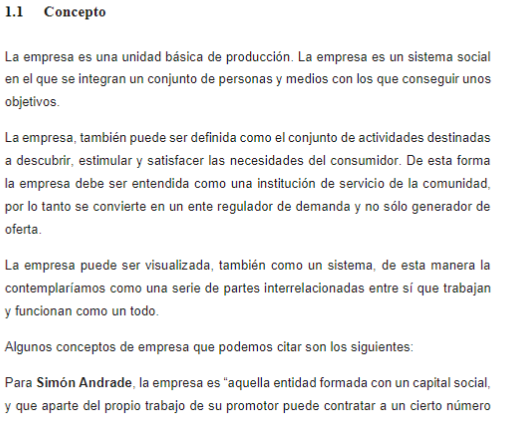 1.1 Concepto
La empresa es una unidad básica de producción. La empresa es un sistema social
en el que se integran un conjunto de personas y medios con los que conseguir unos
objetivos.
La empresa, también puede ser definida como el conjunto de actividades destinadas
a descubrir, estimular y satisfacer las necesidades del consumidor. De esta forma
la empresa debe ser entendida como una institución de servicio de la comunidad,
por lo tanto se convierte en un ente regulador de demanda y no sólo generador de
oferta.
La empresa puede ser visualizada, también como un sistema, de esta manera la
contemplaríamos como una serie de partes interrelacionadas entre sí que trabajan
y funcionan como un todo.
Algunos conceptos de empresa que podemos citar son los siguientes:
Para Simón Andrade, la empresa es “aquella entidad formada con un capital social,
y que aparte del propio trabajo de su promotor puede contratar a un cierto número